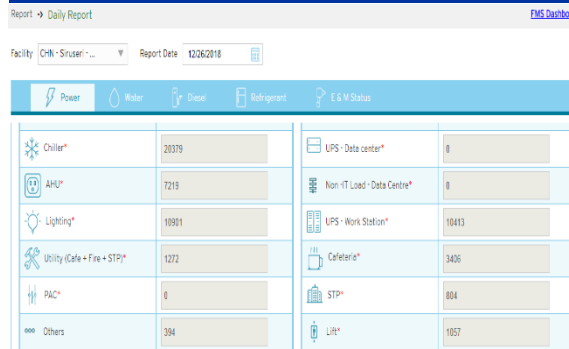 Report → Daily Report
FMS Dashbo
Facility CHN - Siruseri - ... Report Date 12/26/2018
Power Water Diesel Refrigerant E & M Status
Chiller* 20379 UPS - Data center* 0
AHU* 7219 Non -IT Load - Data Centre* 0
Lighting* 10901 UPS - Work Station* 10413
Utility (Cafe + Fire + STP)* 1272 Cafeteria* 3406
PAC* 0 STP* 804
Others 394 Lift* 1057